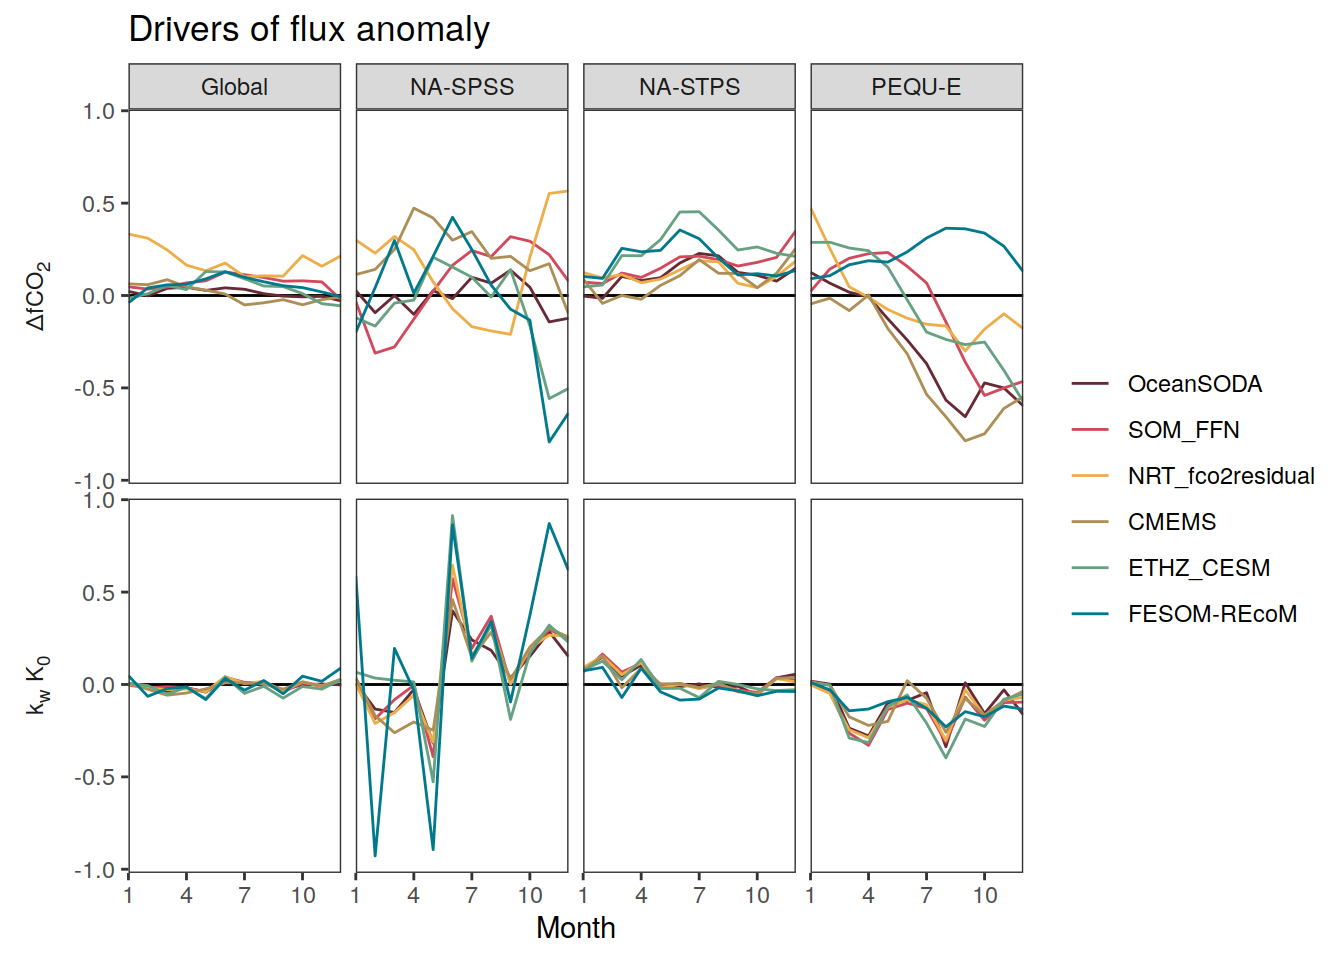 Drivers of flux anomaly
Global NA-SPSS NA-STPS PEQU-E
1.0
0.5
0.0
-0.5
-1.0
ΔfCO2
1.0
0.5
0.0
-0.5
-1.0
kw K0
1 4 7 10 1 4 7 10 1 4 7 10 1 4 7 10
Month
OceanSODA
SOM_FFN
NRT_fco2residual
CMEMS
ETHZ_CESM
FESOM-REcoM